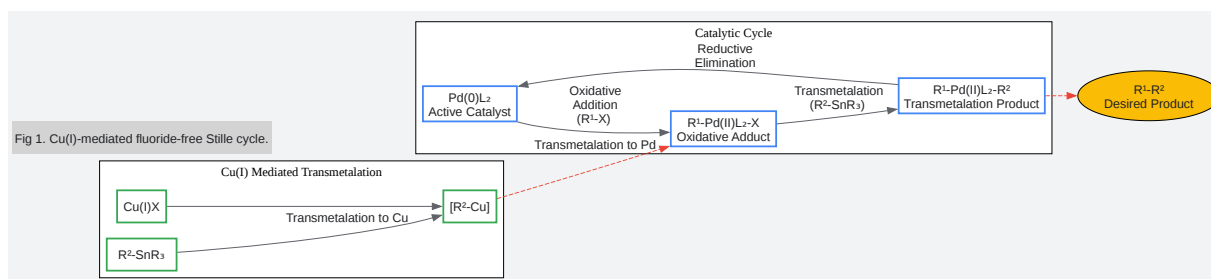 Catalytic Cycle
Reductive
Elimination
Pd(0)L₂
Active Catalyst
Oxidative
Addition
(R¹-X)
R¹-Pd(II)L₂-X
Oxidative Adduct
Transmetalation
(R²-SnR₃)
R¹-Pd(II)L₂-R²
Transmetalation Product
R¹-R²
Desired Product
Fig 1. Cu(I)-mediated fluoride-free Stille cycle.
Transmetalation to Pd
Cu(I) Mediated Transmetalation
Cu(I)X
Transmetalation to Cu
[R²-Cu]
R²-SnR₃